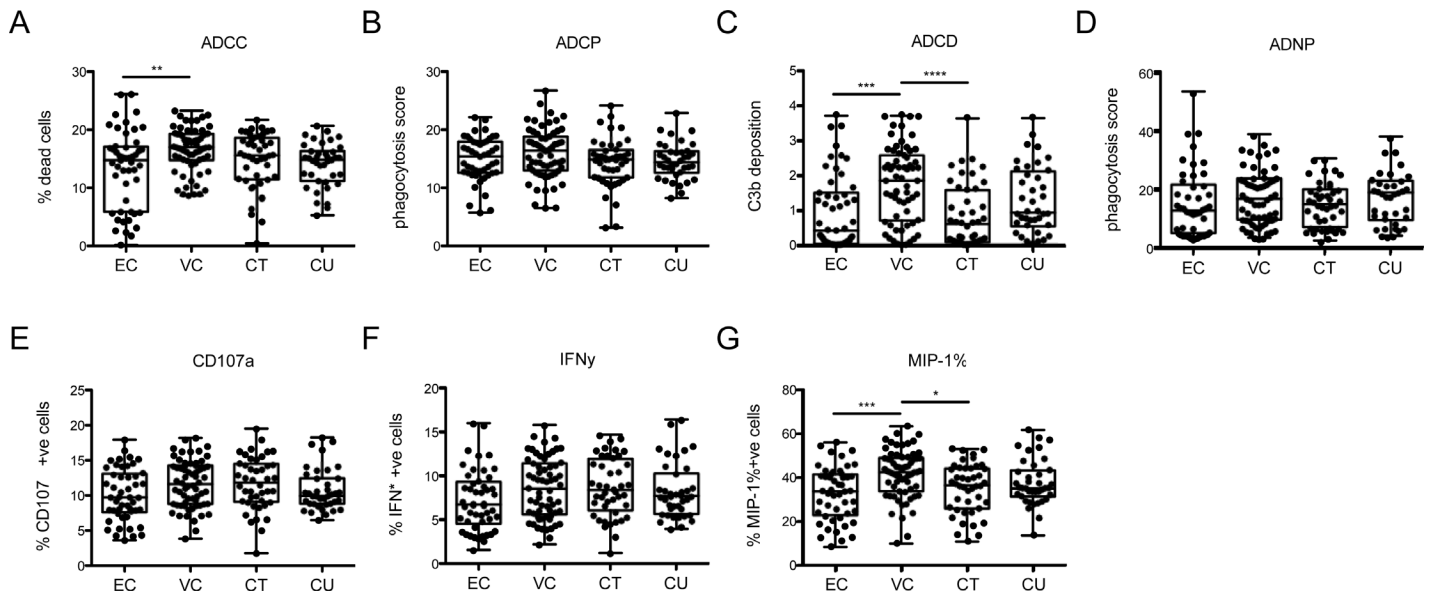 A
ADCC
**
% dead cells
30
20
10
0
EC VC CT CU
B
ADCP
phagocytosis score
30
20
10
0
EC VC CT CU
C
ADCD
*** ****
C3b deposition
5
4
3
2
1
0
EC VC CT CU
D
ADNP
phagocytosis score
60
40
20
0
EC VC CT CU
E
CD107a
% CD107 +ve cells
25
20
15
10
5
0
EC VC CT CU
F
IFNy
% IFN* +ve cells
20
15
10
5
0
EC VC CT CU
G
MIP-1%
*** *
% MIP-1%+ve cells
80
60
40
20
0
EC VC CT CU